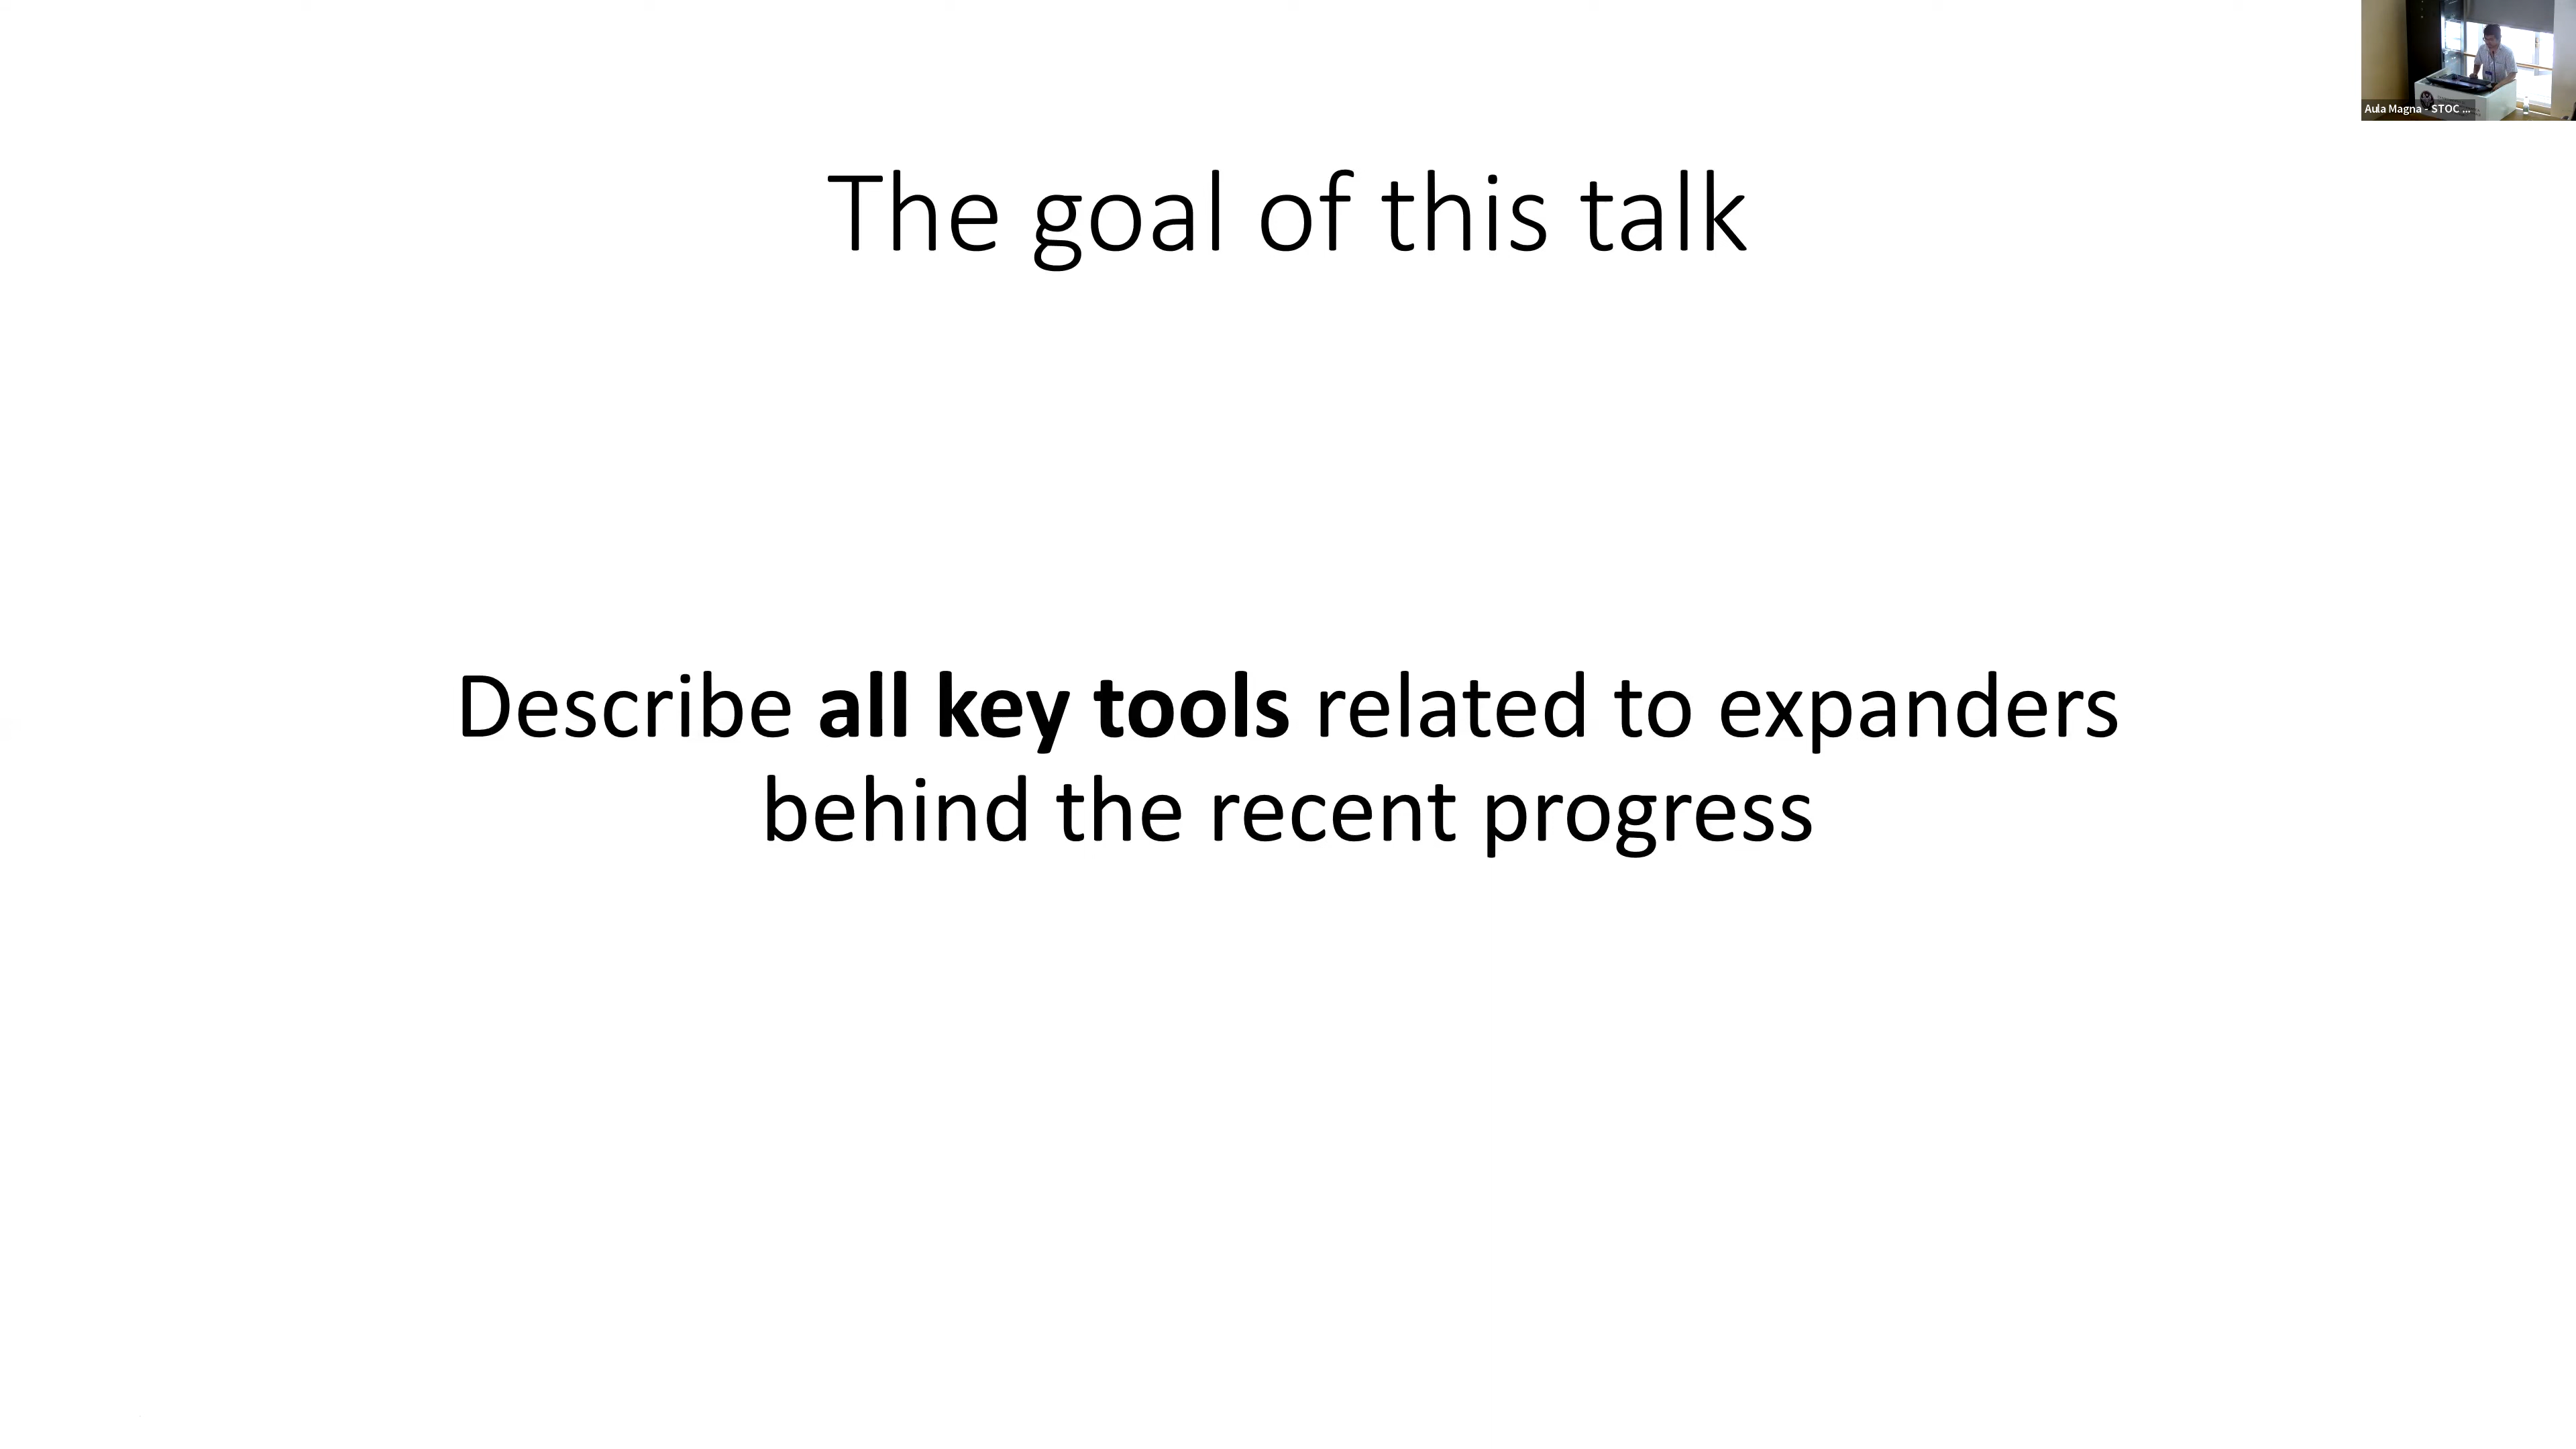 Aula Magna - STOC ...
The goal of this talk
Describe all key tools related to expanders
behind the recent progress